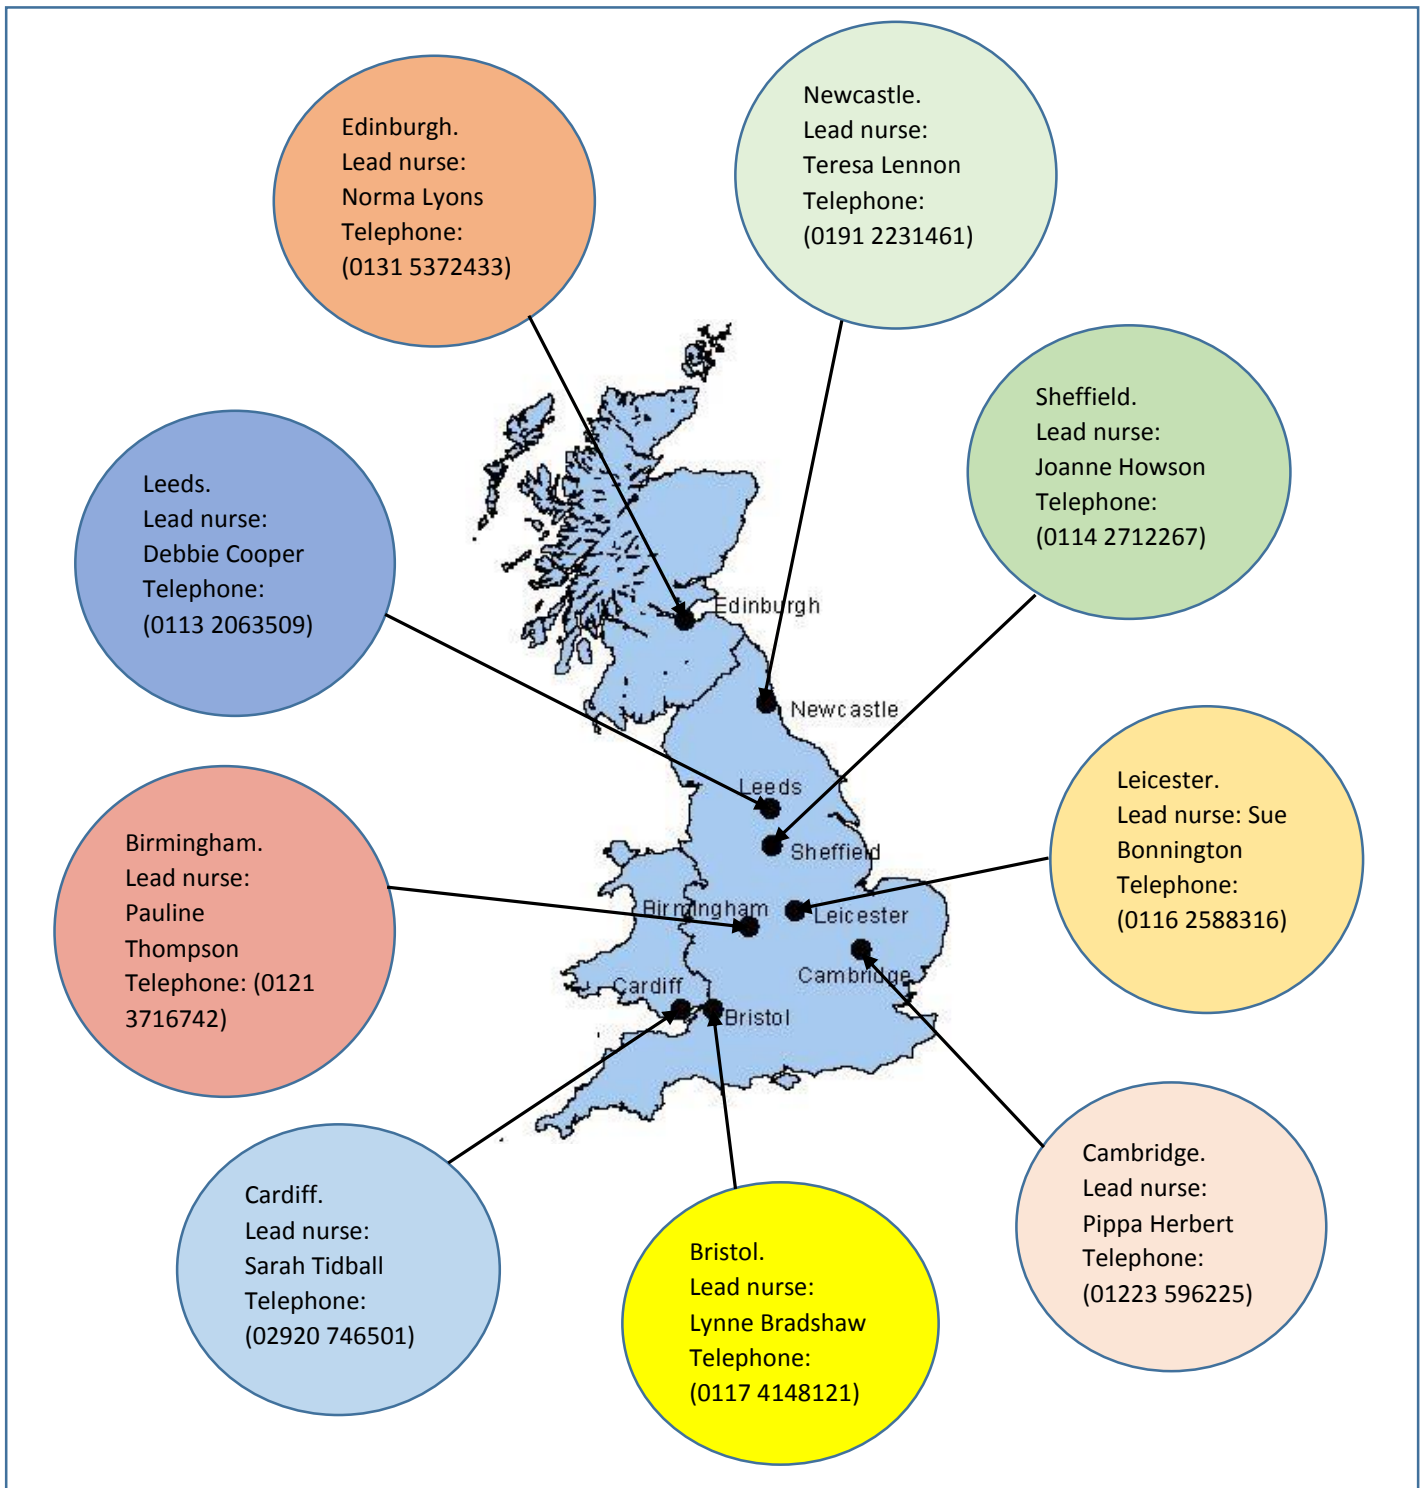 Edinburgh.
Lead nurse:
Norma Lyons
Telephone:
(0131 5372433)
Newcastle.
Lead nurse:
Teresa Lennon
Telephone:
(0191 2231461)
Sheffield.
Lead nurse:
Joanne Howson
Telephone:
(0114 2712267)
Leeds.
Lead nurse:
Debbie Cooper
Telephone:
(0113 2063509)
Edinburgh
Newcastle
Leeds
Sheffield
Birmingham
Leicester
Cambridge
Cardiff
Bristol
Leicester.
Lead nurse: Sue
Bonnington
Telephone:
(0116 2588316)
Birmingham.
Lead nurse:
Pauline
Thompson
Telephone: (0121
3716742)
Cardiff.
Lead nurse:
Sarah Tidball
Telephone:
(02920 746501)
Bristol.
Lead nurse:
Lynne Bradshaw
Telephone:
(0117 4148121)
Cambridge.
Lead nurse:
Pippa Herbert
Telephone:
(01223 596225)